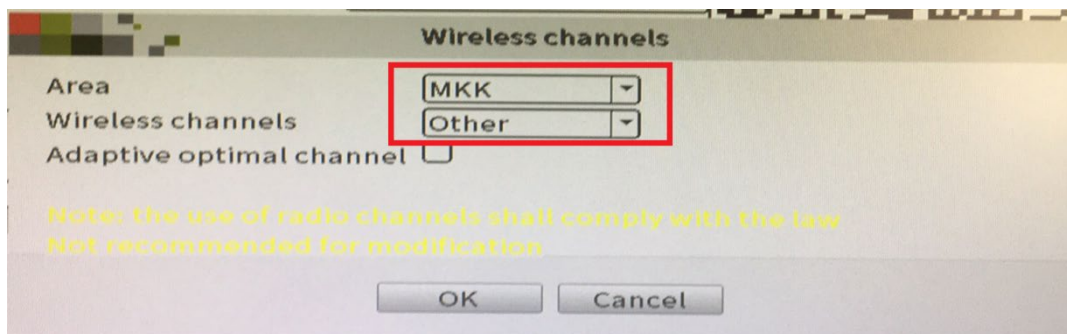 Wireless channels
Area
MKK
Wireless channels
Other
Adaptive optimal channel
Note: the use of radio channels shall comply with the law
Not recommended for modification
OK
Cancel